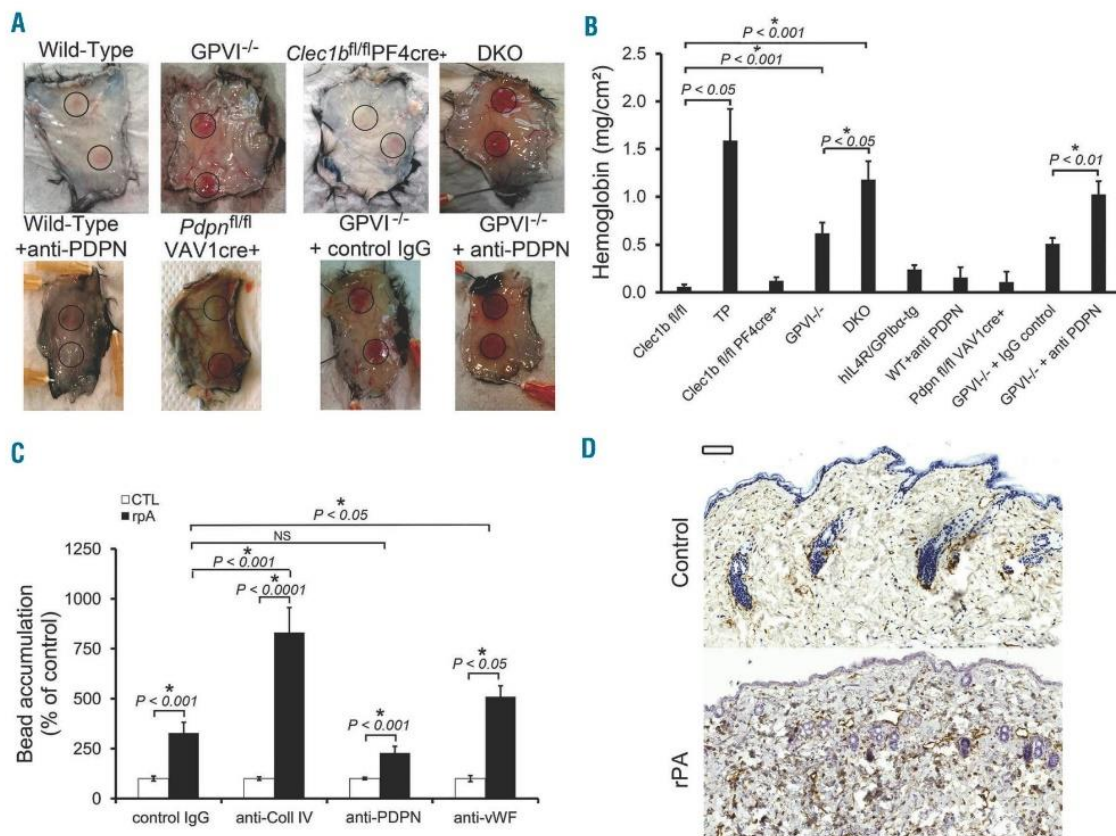 A
Wild-Type
GPVI-/-
Clec1bfl/flPF4cre+
DKO
Wild-Type
+anti-PDPN
Pdpnfl/fl
VAV1cre+
GPVI-/-
+ control IgG
GPVI-/-
+ anti-PDPN
B
*
P < 0.001
*
P < 0.001
P < 0.05
*
P < 0.05
*
P < 0.01
Hemoglobin (mg/cm²)
2.5
2.0
1.5
1.0
0.5
0.0
Clec1b fl/fl
TP
Clec1b fl/fl PF4cre+
GPVI-/-
DKO
hIL4R/GPIbα-tg
WT+anti PDPN
Pdpn fl/fl VAV1cre+
GPVI-/- + IgG control
GPVI-/- + anti PDPN
C
CTL
rpA
*
P < 0.05
NS
*
P < 0.001
*
P < 0.0001
*
P < 0.001
*
P < 0.001
*
P < 0.05
Bead accumulation
(% of control)
1250
1000
750
500
250
0
control IgG
anti-Coll IV
anti-PDPN
anti-vWF
D
Control
rPA